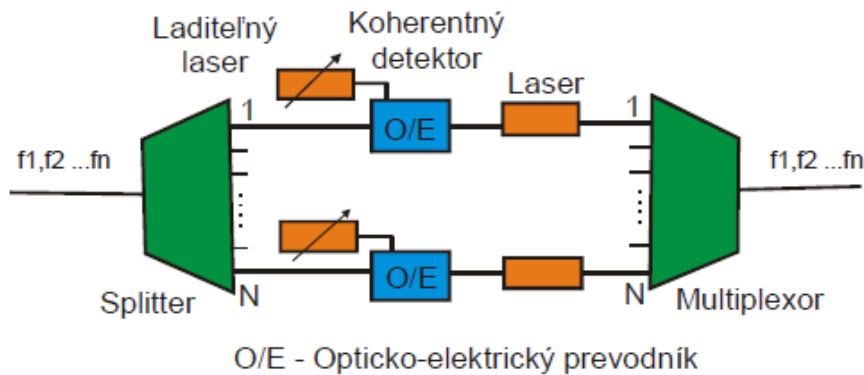 Laditeľný
laser
Koherentný
detektor
Laser
1
O/E
1
f1,f2 ...fn
f1,f2 ...fn
O/E
N
N
Splitter
Multiplexor
O/E - Opticko-elektrický prevodník